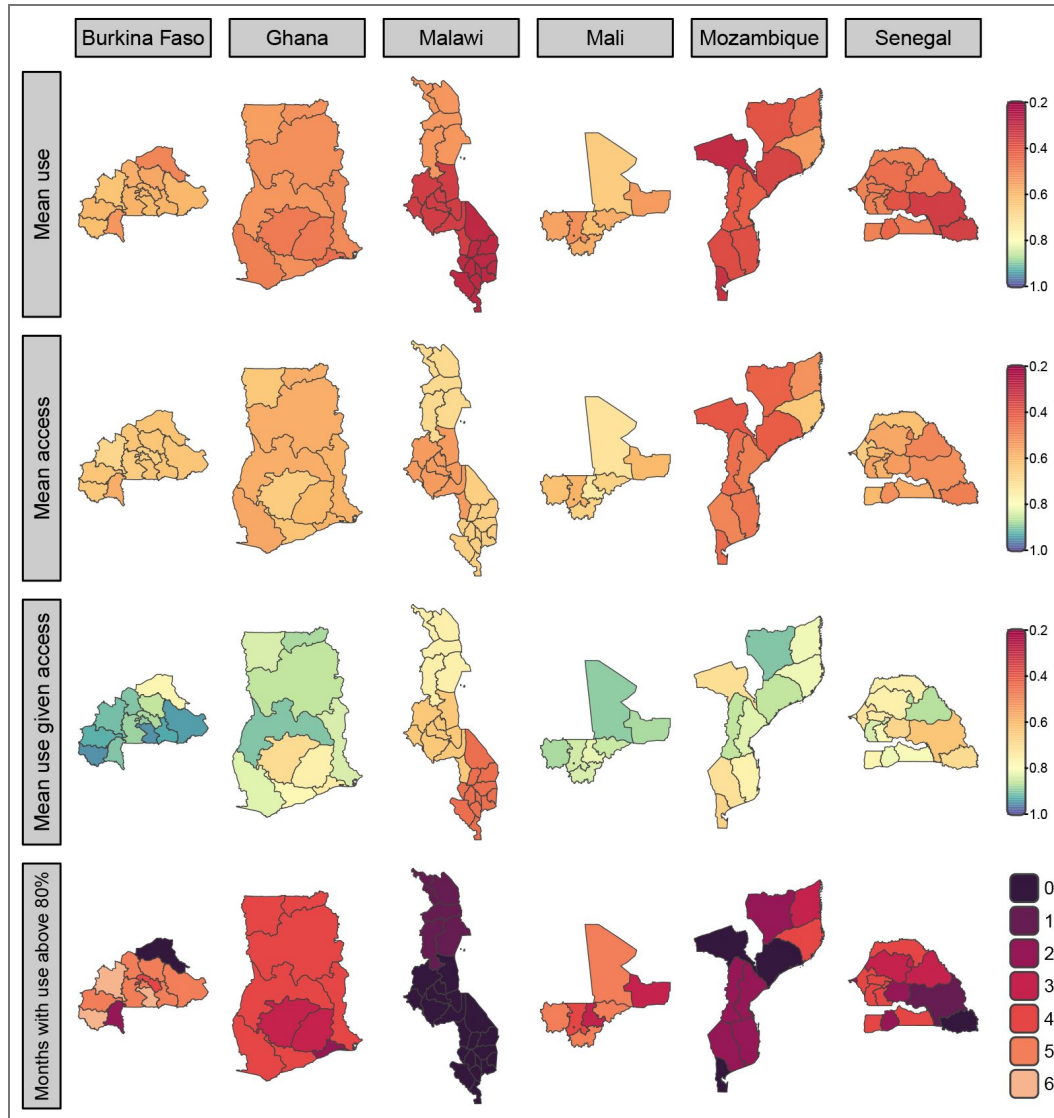 Burkina Faso
Ghana
Malawi
Mali
Mozambique
Senegal
Mean use
0.2
0.4
0.6
0.8
1.0
Mean access
0.2
0.4
0.6
0.8
1.0
Mean use given access
0.2
0.4
0.6
0.8
1.0
Months with use above 80%
0
1
2
3
4
5
6